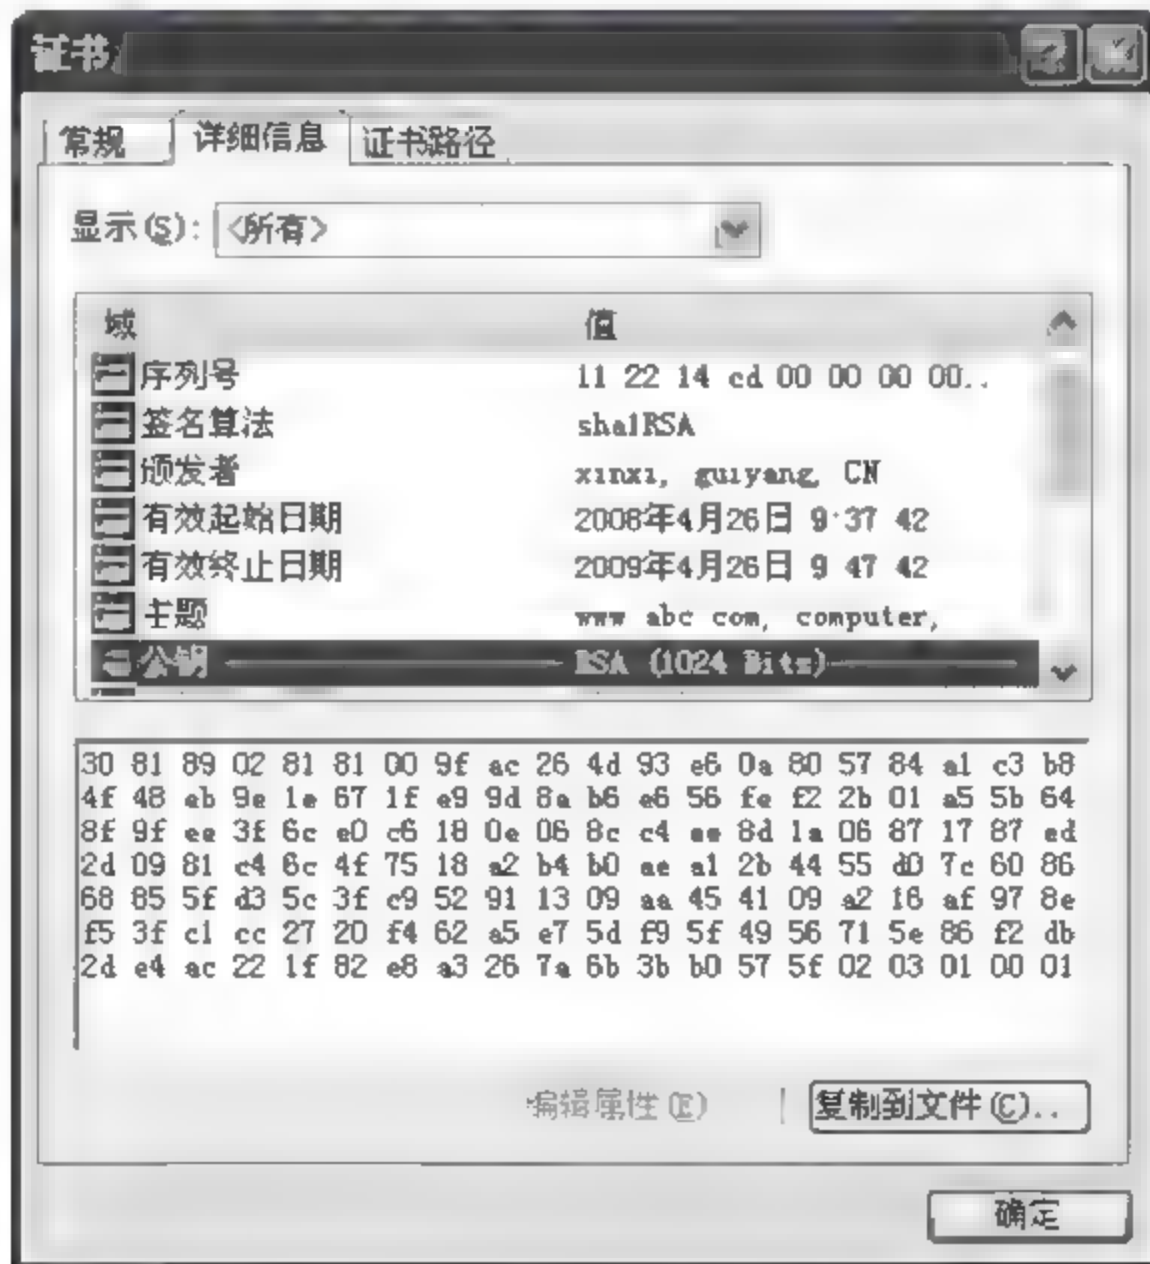 证书
常规 详细信息 证书路径
显示(S): <所有>
域 值
序列号 11 22 14 cd 00 00 00 00..
签名算法 sha1RSA
颁发者 xinxi, guiyang, CN
有效起始日期 2008年4月26日 9:37 42
有效终止日期 2009年4月26日 9 47 42
主题 www abc com, computer,
公钥 RSA (1024 Bits)
30 81 89 02 81 81 00 9f ac 26 4d 93 e6 0a 80 57 84 a1 c3 b8
4f 48 eb 9e 1e 67 1f e9 9d 8a b6 e6 56 fe f2 2b 01 a5 5b 64
8f 9f ee 3f 6c e0 c6 18 0e 06 8c c4 ae 8d 1a 06 87 17 87 ed
2d 09 81 c4 6c 4f 75 18 a2 b4 b0 ae a1 2b 44 55 d0 7c 60 86
68 85 5f d3 5c 3f c9 52 91 13 09 aa 45 41 09 a2 16 af 97 8e
f5 3f c1 cc 27 20 f4 62 a5 e7 5d f9 5f 49 56 71 5e 86 f2 db
2d e4 ac 22 1f 82 e8 a3 26 7a 6b 3b b0 57 5f 02 03 01 00 01
编辑属性(E) 复制到文件(C)..
确定